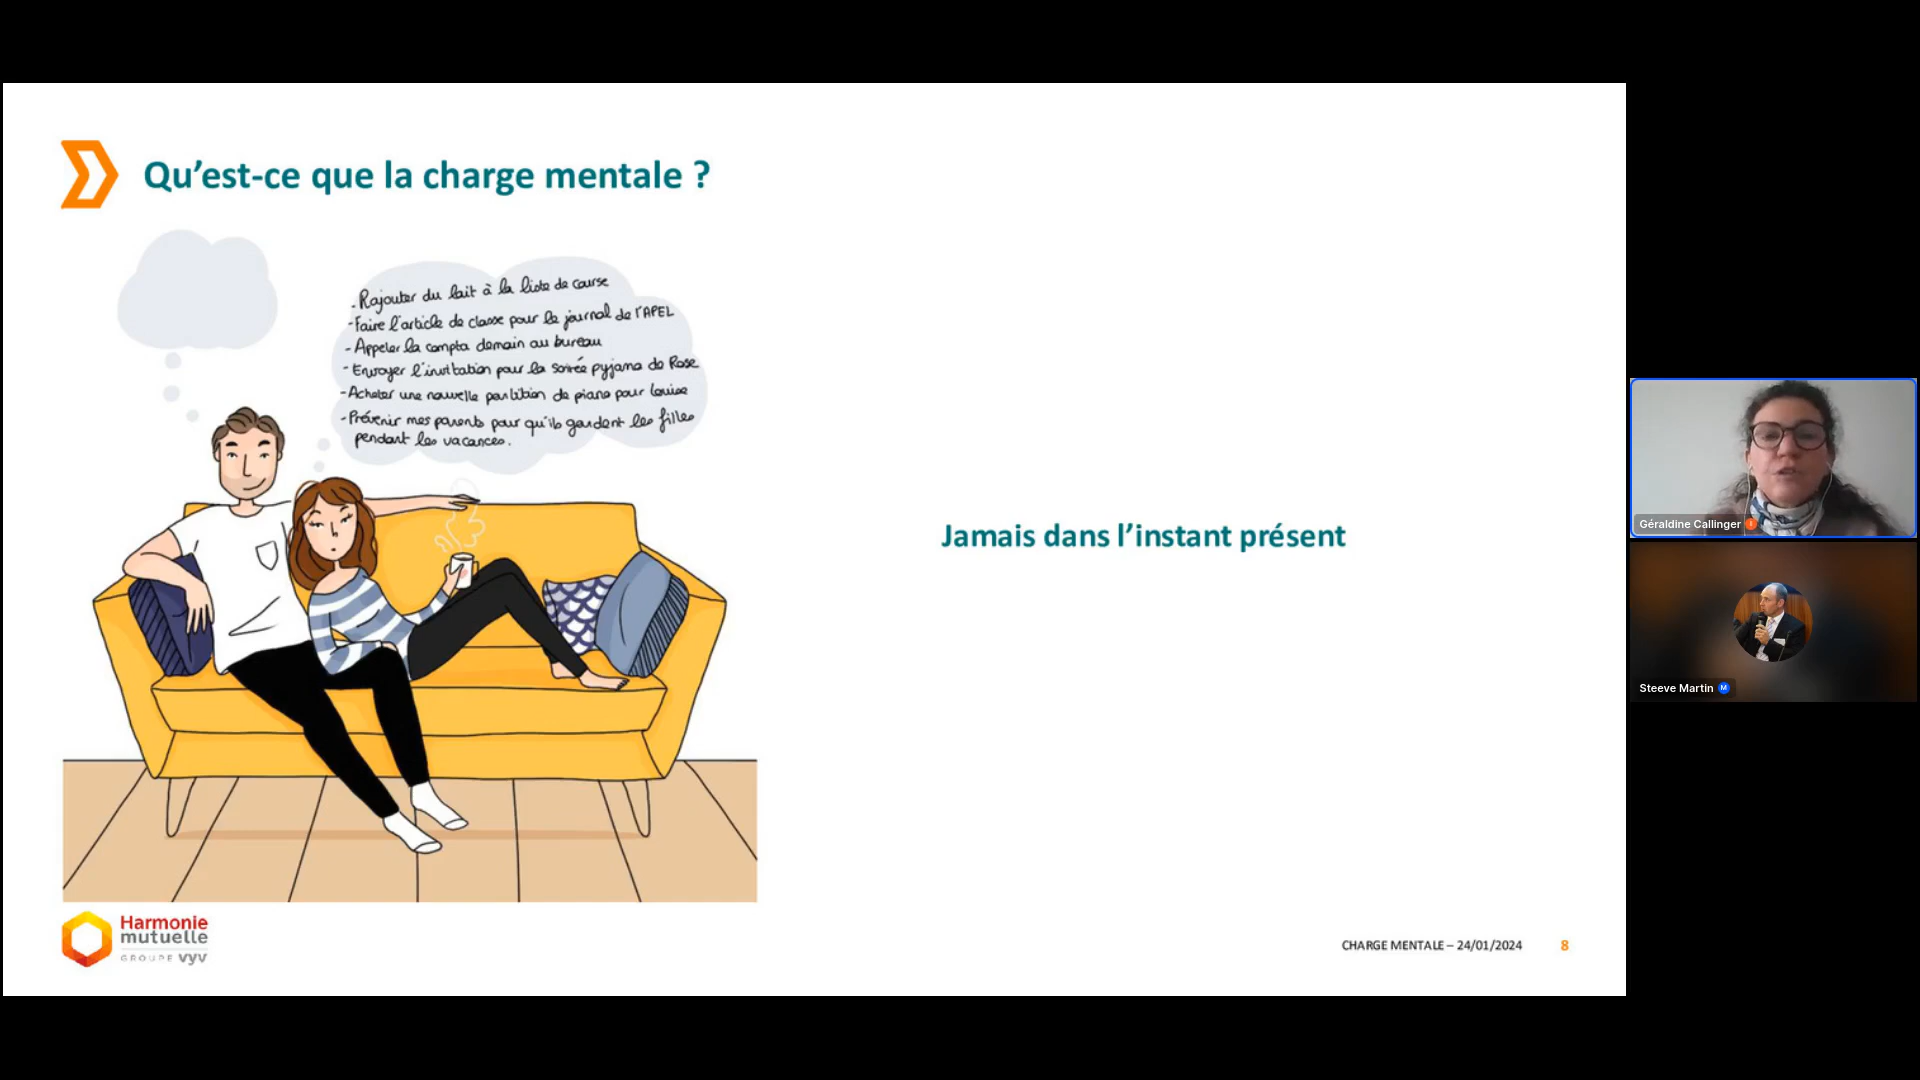 Qu’est-ce que la charge mentale ?
- Rajouter du lait à la liste de course
- Faire l'article de classe pour le journal de l'APEL
- Appeler la compta demain au bureau
- Envoyer l'invitation pour la soirée pyjama de Rose
- Acheter une nouvelle partition de piano pour Louise
- Prévenir mes parents pour qu'ils gardent les filles
pendant les vacances.
Jamais dans l’instant présent
Géraldine Callinger
Steeve Martin M
Harmonie
mutuelle
GROUPE vyv
CHARGE MENTALE – 24/01/2024 8